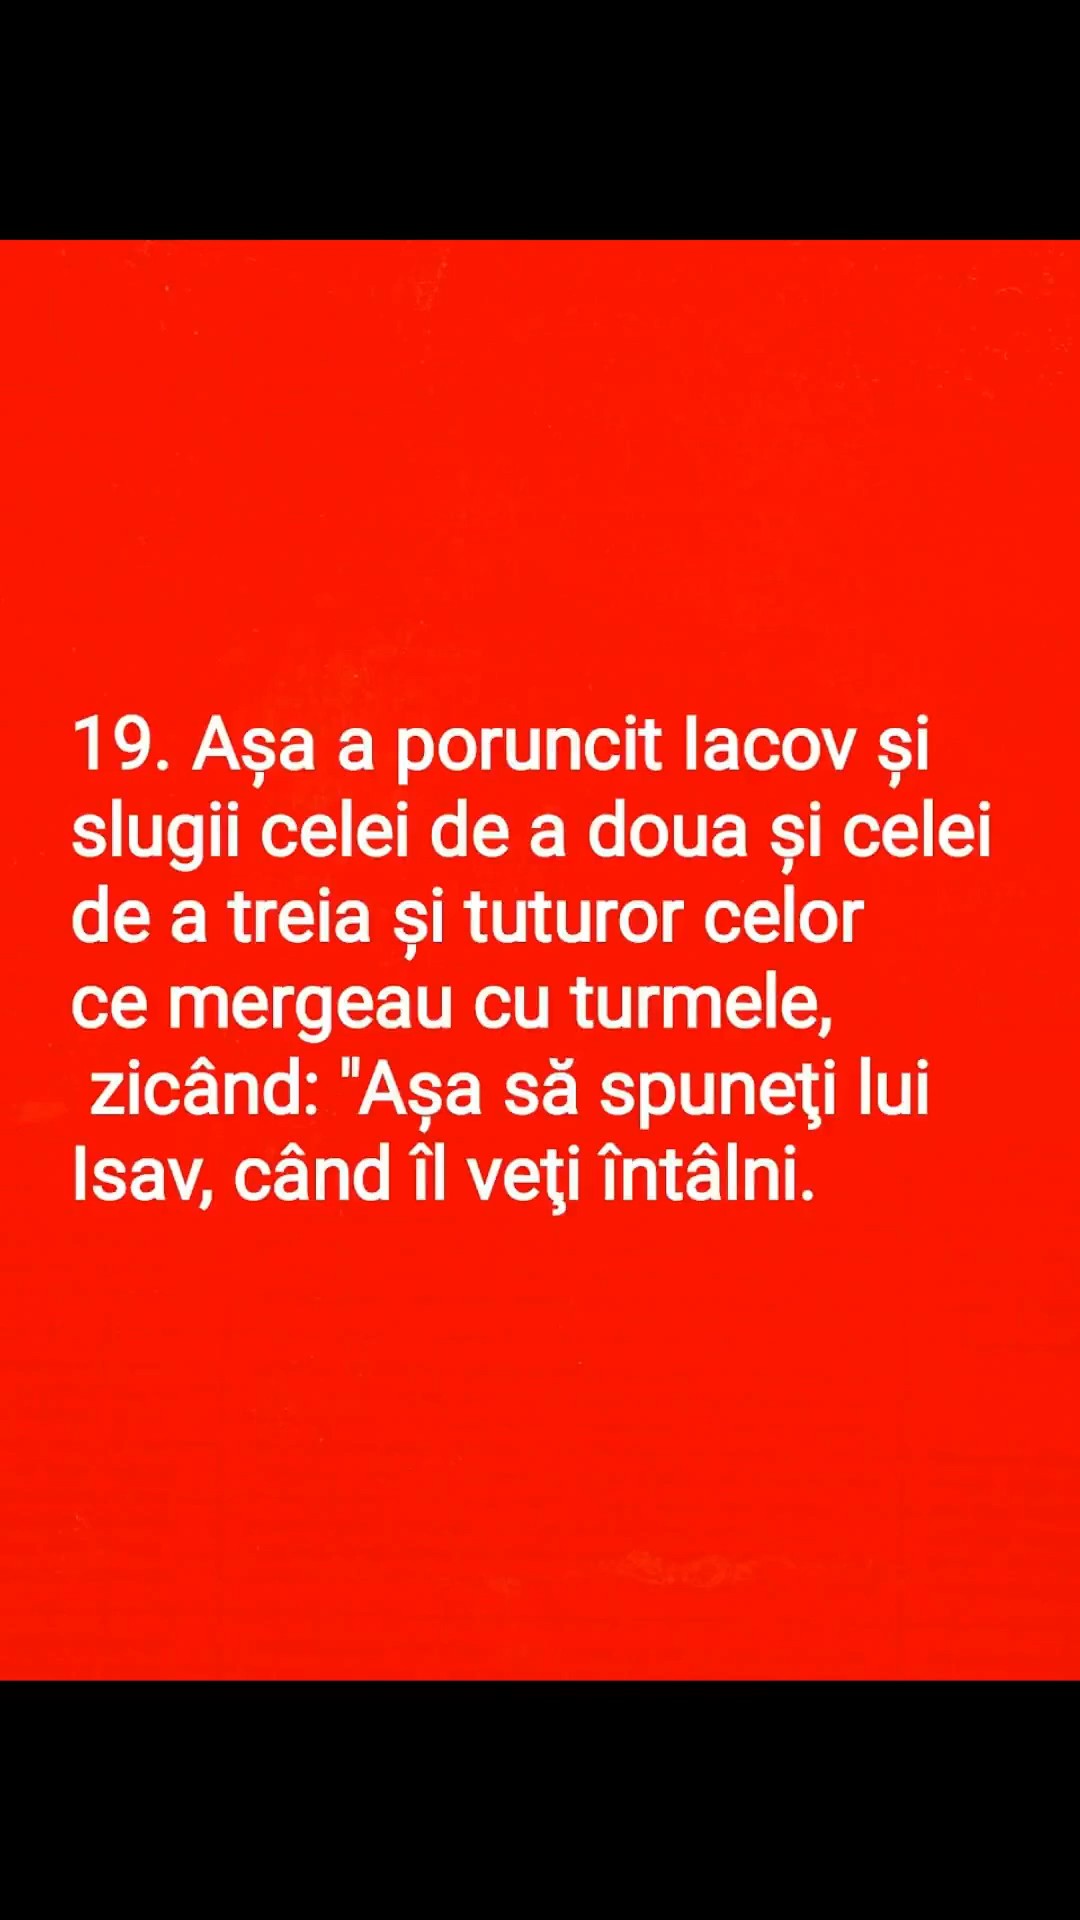 19. Așa a poruncit Iacov și
slugii celei de a doua și celei
de a treia și tuturor celor
ce mergeau cu turmele,
zicând: "Așa să spuneţi lui
Isav, când îl veţi întâlni.